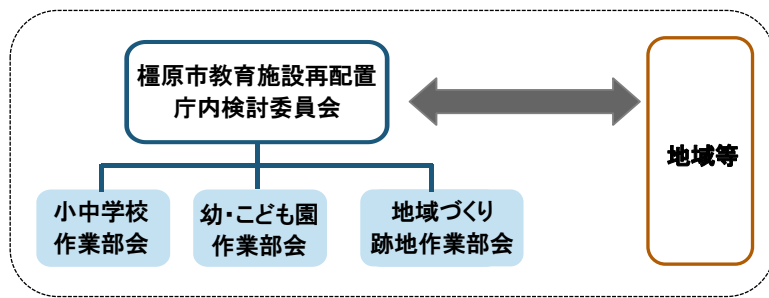 橿原市教育施設再配置
庁内検討委員会
地域等
小中学校
作業部会
幼・こども園
作業部会
地域づくり
跡地作業部会